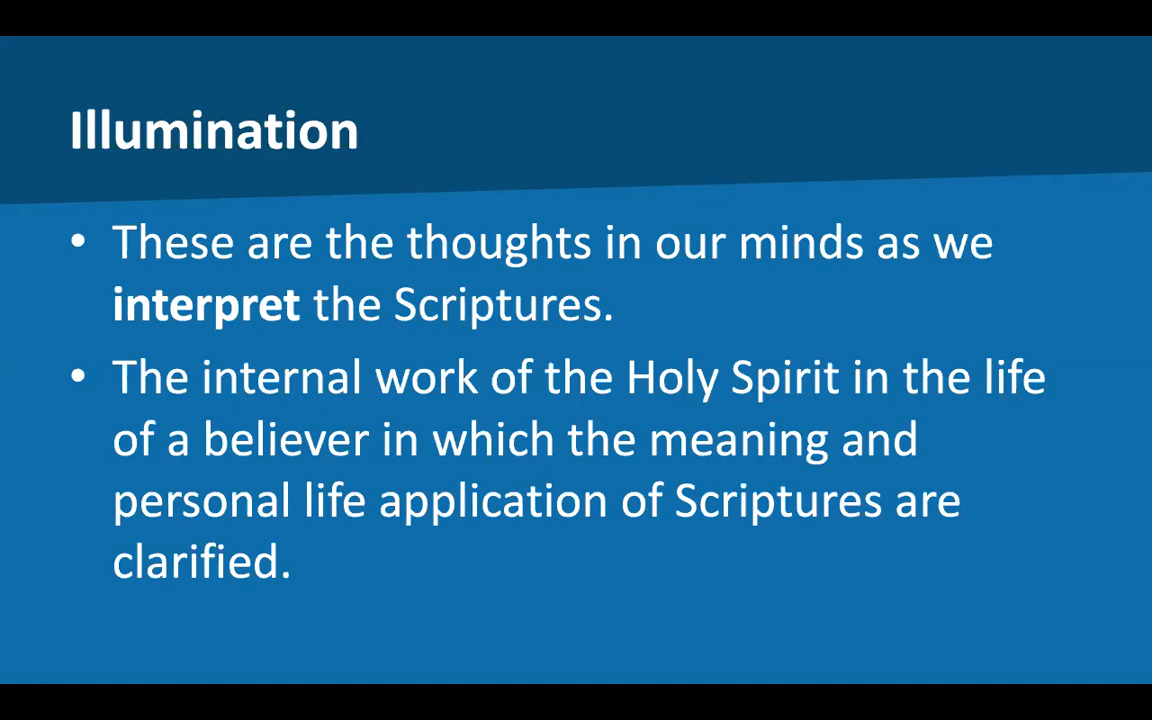 Illumination
• These are the thoughts in our minds as we
interpret the Scriptures.
• The internal work of the Holy Spirit in the life
of a believer in which the meaning and
personal life application of Scriptures are
clarified.